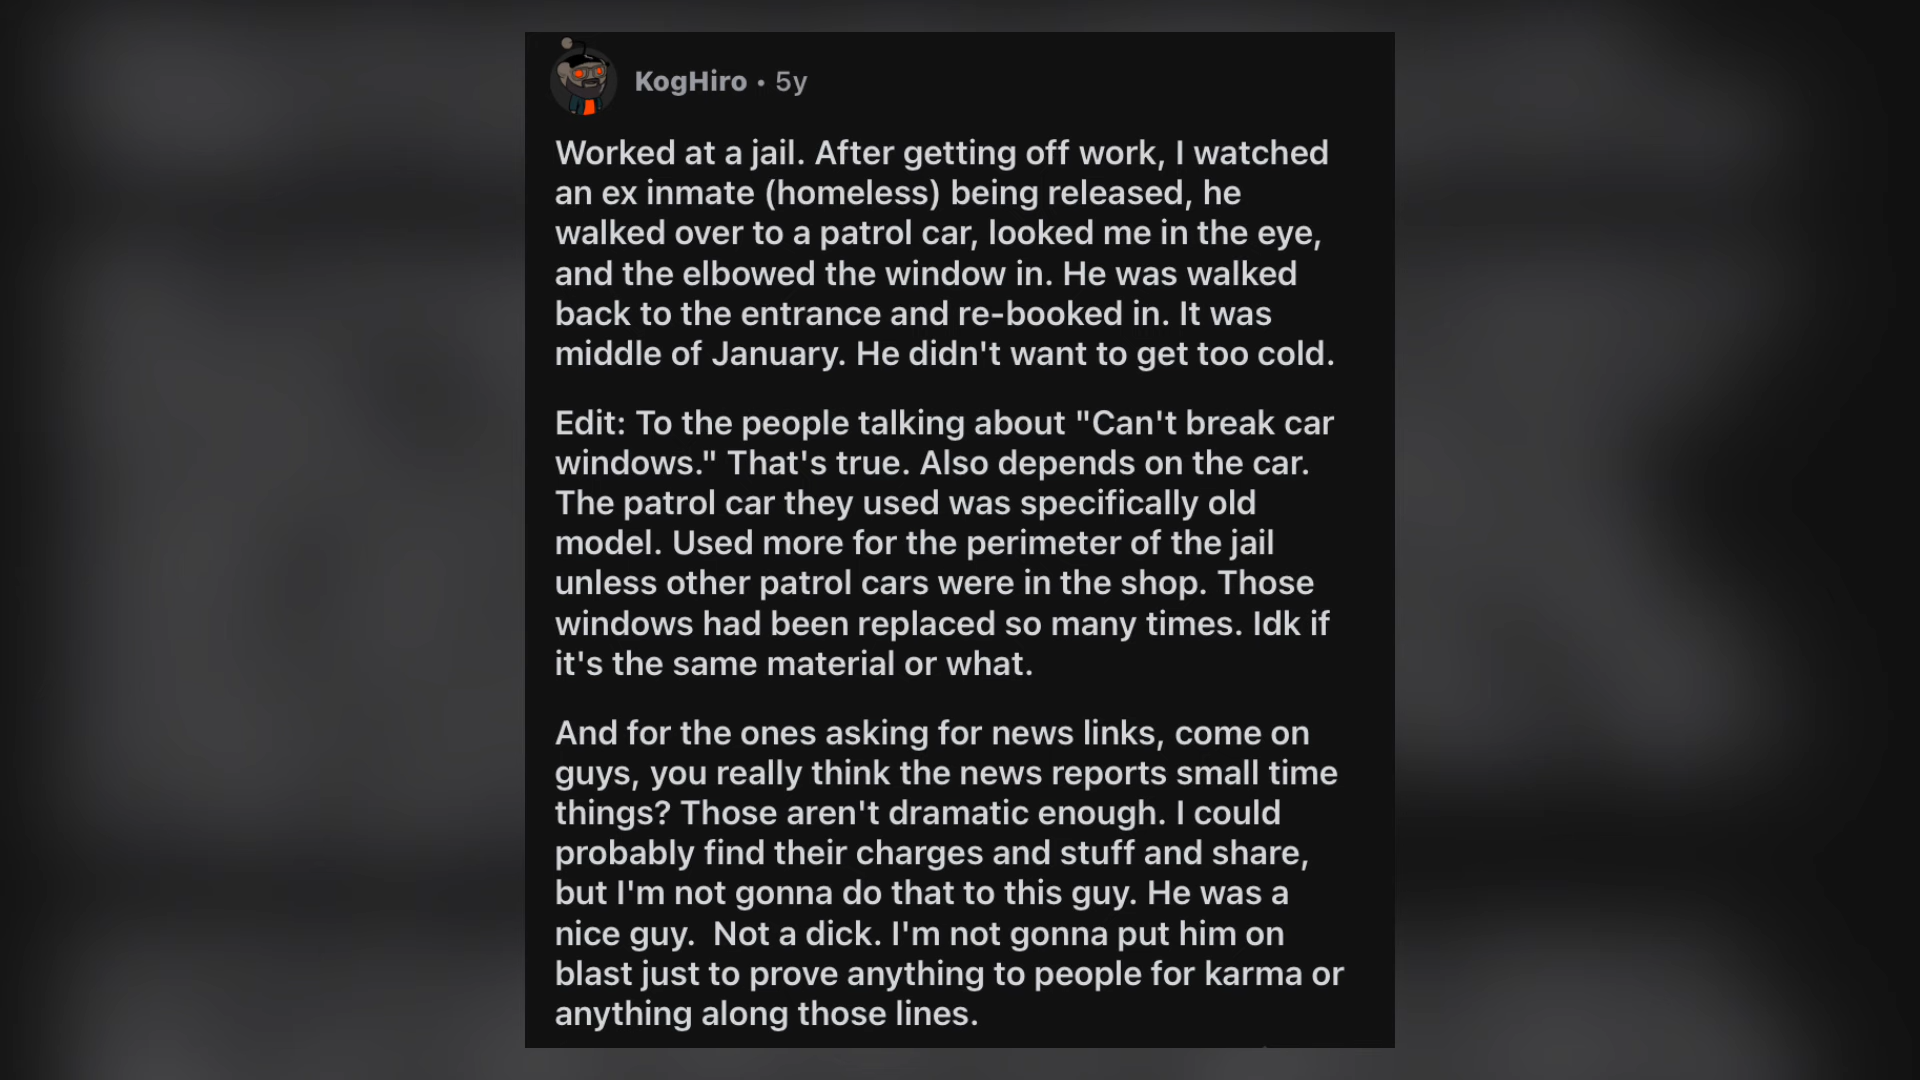 KogHiro • 5y
Worked at a jail. After getting off work, I watched
an ex inmate (homeless) being released, he
walked over to a patrol car, looked me in the eye,
and the elbowed the window in. He was walked
back to the entrance and re-booked in. It was
middle of January. He didn't want to get too cold.
Edit: To the people talking about "Can't break car
windows." That's true. Also depends on the car.
The patrol car they used was specifically old
model. Used more for the perimeter of the jail
unless other patrol cars were in the shop. Those
windows had been replaced so many times. Idk if
it's the same material or what.
And for the ones asking for news links, come on
guys, you really think the news reports small time
things? Those aren't dramatic enough. I could
probably find their charges and stuff and share,
but I'm not gonna do that to this guy. He was a
nice guy.  Not a dick. I'm not gonna put him on
blast just to prove anything to people for karma or
anything along those lines.